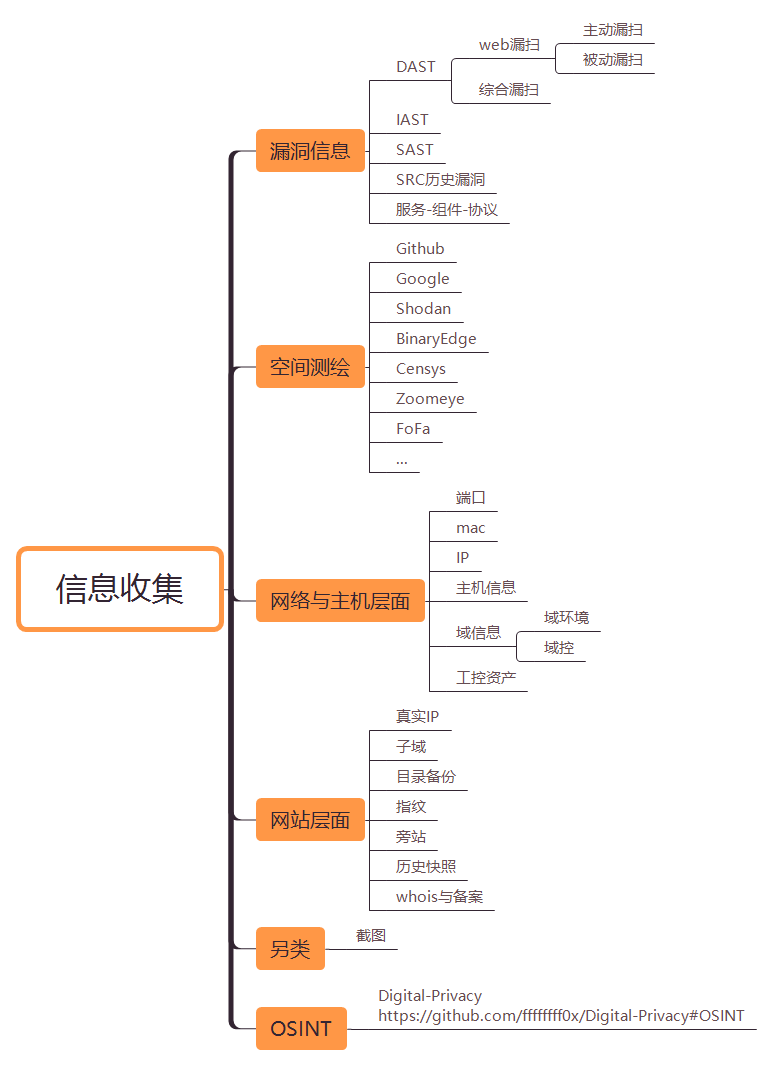 信息收集
漏洞信息
DAST
web漏扫
主动漏扫
被动漏扫
综合漏扫
IAST
SAST
SRC历史漏洞
服务-组件-协议
空间测绘
Github
Google
Shodan
BinaryEdge
Censys
Zoomeye
FoFa
...
网络与主机层面
端口
mac
IP
主机信息
域信息
域环境
域控
工控资产
网站层面
真实IP
子域
目录备份
指纹
旁站
历史快照
whois与备案
另类
截图
OSINT
Digital-Privacy
https://github.com/ffffffff0x/Digital-Privacy#OSINT